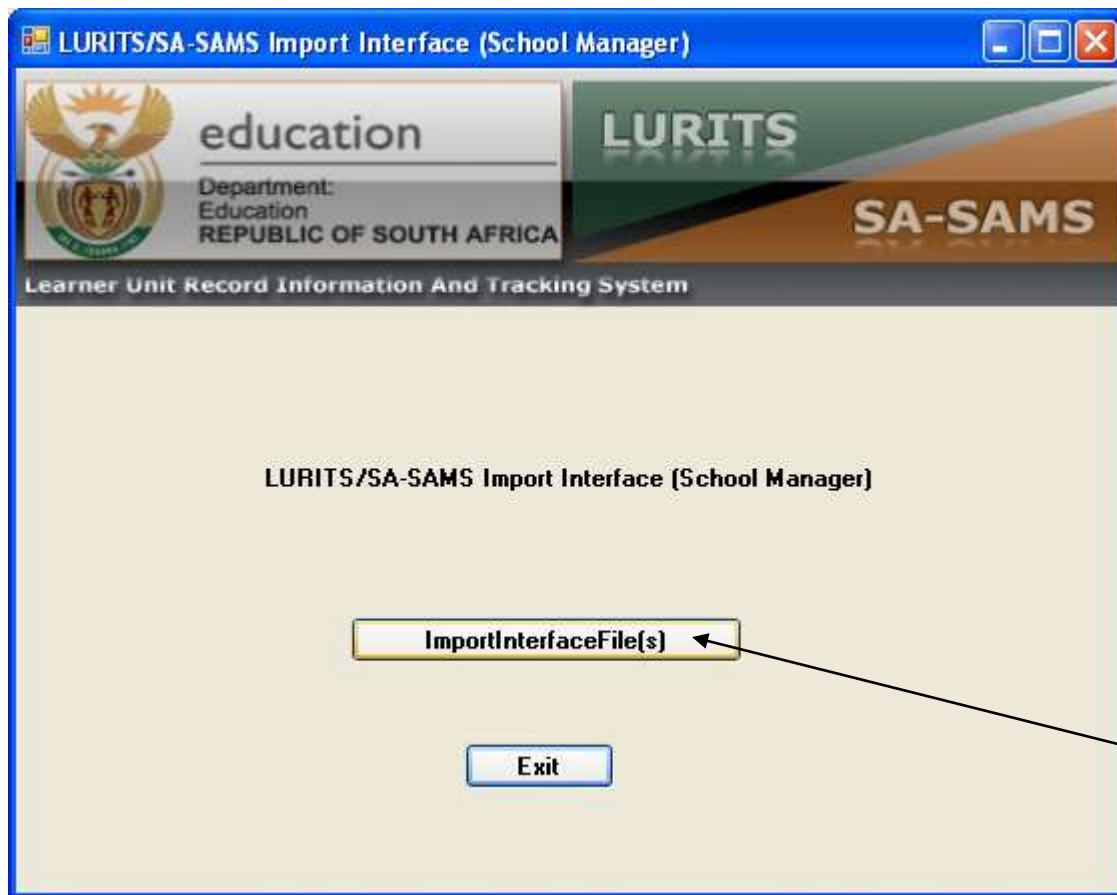 LURITS/SA-SAMS Import Interface (School Manager)
education
Department:
Education
REPUBLIC OF SOUTH AFRICA
LURITS
SA-SAMS
Learner Unit Record Information And Tracking System
LURITS/SA-SAMS Import Interface (School Manager)
ImportInterfaceFile(s)
Exit